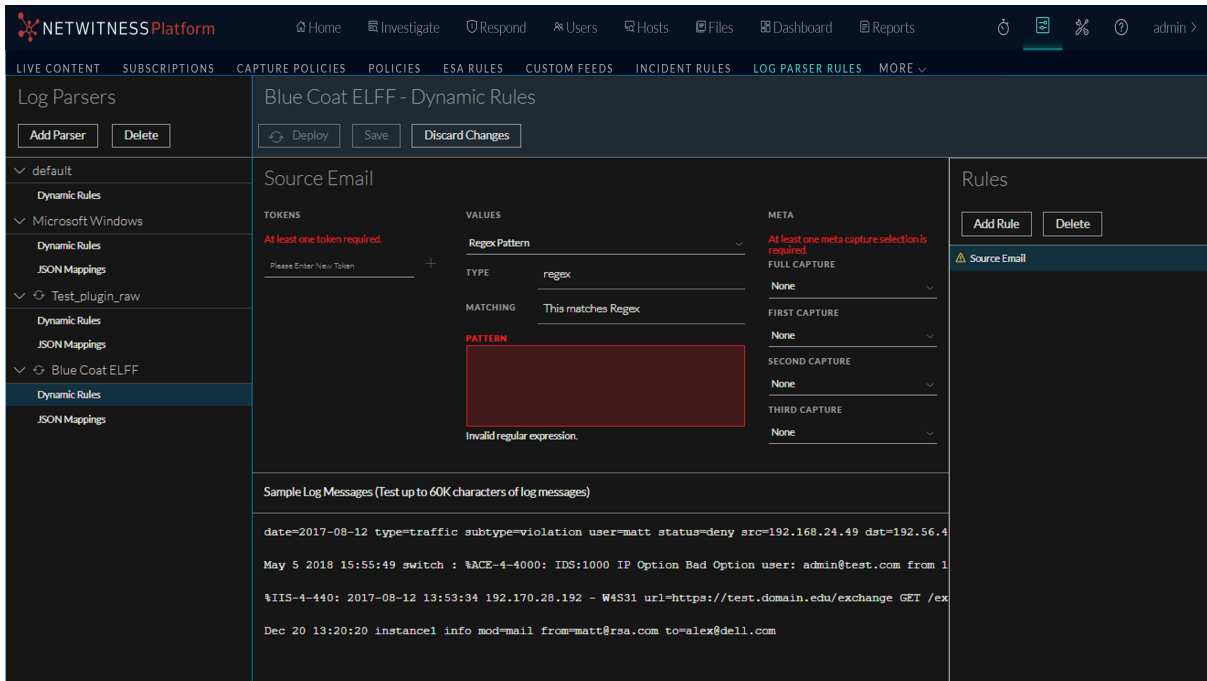 NETWITNESS Platform
Home Investigate Respond Users Hosts Files Dashboard Reports admin
LIVE CONTENT SUBSCRIPTIONS CAPTURE POLICIES POLICIES ESA RULES CUSTOM FEEDS INCIDENT RULES LOG PARSER RULES MORE
Log Parsers
Add Parser Delete
default
Dynamic Rules
Microsoft Windows
Dynamic Rules
JSON Mappings
Test_plugin_raw
Dynamic Rules
JSON Mappings
Blue Coat ELFF
Dynamic Rules
JSON Mappings
Blue Coat ELFF - Dynamic Rules
Deploy Save Discard Changes
Source Email
TOKENS
At least one token required.
Please Enter New Token
VALUES
Regex Pattern
TYPE regex
MATCHING This matches Regex
PATTERN
Invalid regular expression.
META
At least one meta capture selection is
required.
FULL CAPTURE
None
FIRST CAPTURE
None
SECOND CAPTURE
None
THIRD CAPTURE
None
Sample Log Messages (Test up to 60K characters of log messages)
date=2017-08-12 type=traffic subtype=violation user=matt status=deny src=192.168.24.49 dst=192.56.4
May 5 2018 15:55:49 switch : %ACE-4-4000: IDS:1000 IP Option Bad Option user: admin@test.com from 1
%IIS-4-440: 2017-08-12 13:53:34 192.170.28.192 - W4S31 url=https://test.domain.edu/exchange GET /ex
Dec 20 13:20:20 instance1 info mod=mail from=matt@rsa.com to=alex@dell.com
Rules
Add Rule Delete
Source Email